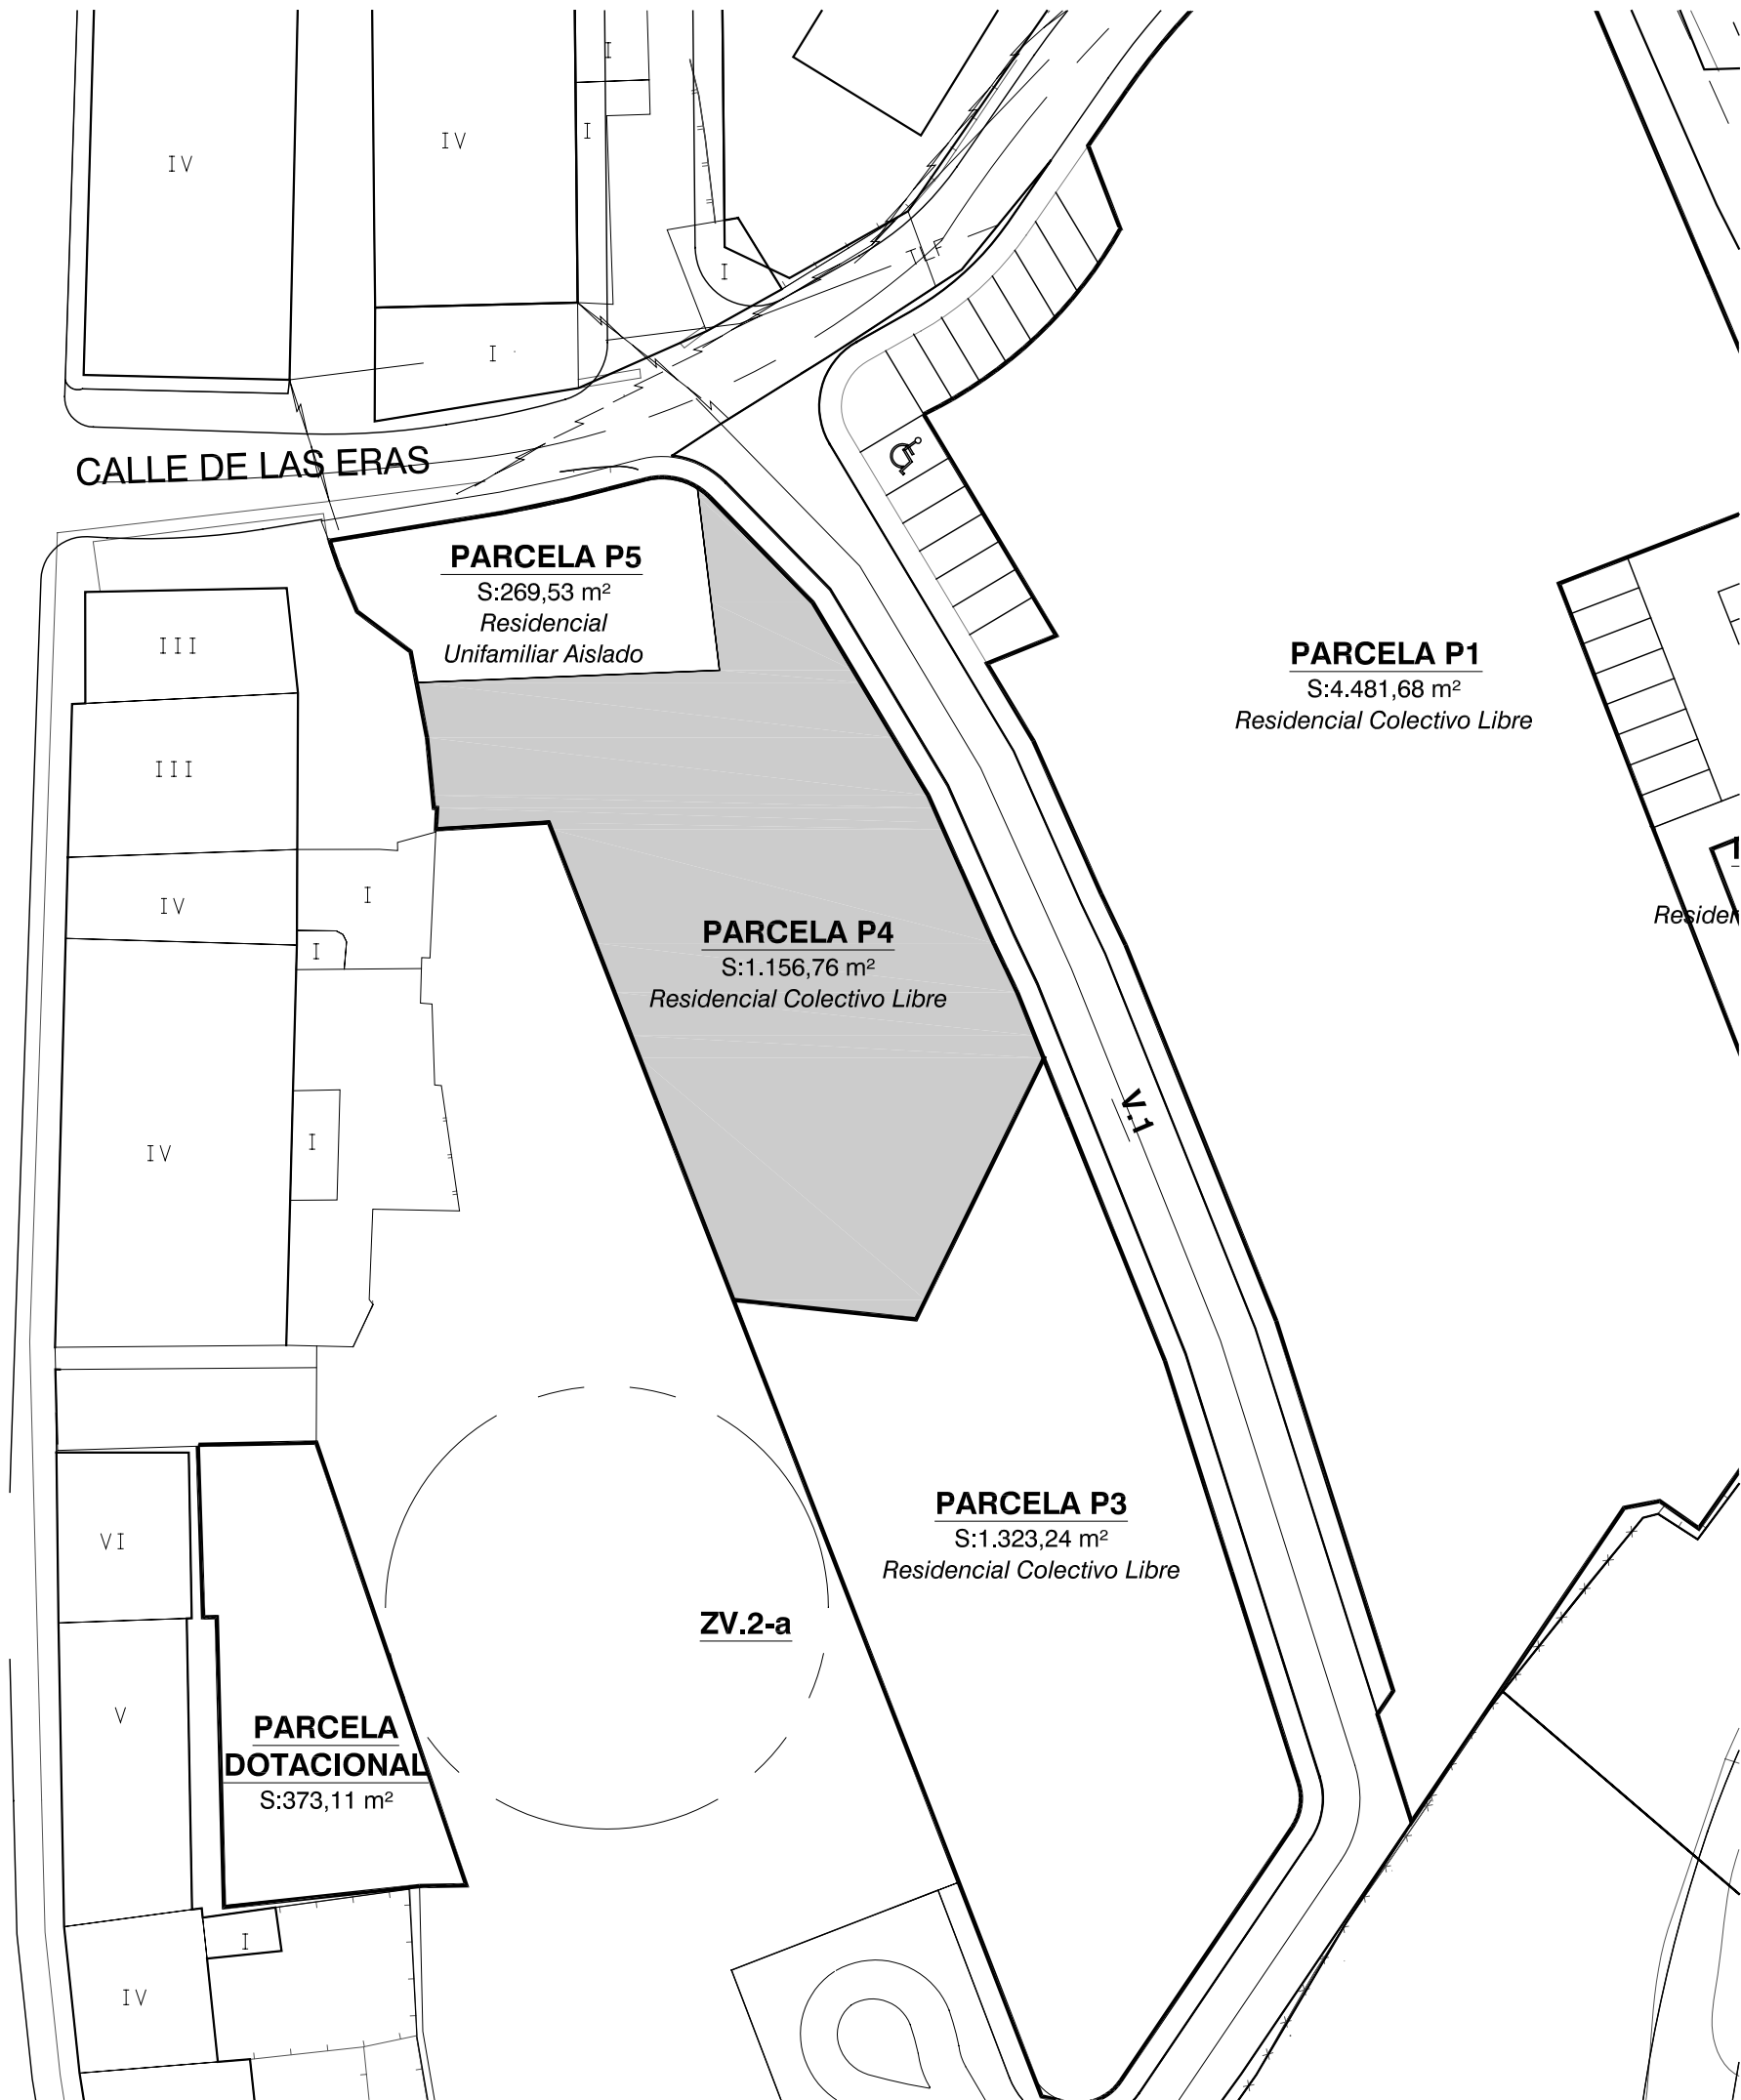 I
IV
IV
I
TLF
I
I
CALLE DE LAS ERAS
PARCELA P5
S:269,53 m²
Residencial
Unifamiliar Aislado
III
PARCELA P1
S:4.481,68 m²
Residencial Colectivo Libre
III
IV
I
I
PARCELA P4
S:1.156,76 m²
Residencial Colectivo Libre
V.1
IV
I
PARCELA P3
S:1.323,24 m²
Residencial Colectivo Libre
VI
ZV.2-a
V
PARCELA
DOTACIONAL
S:373,11 m²
I
IV